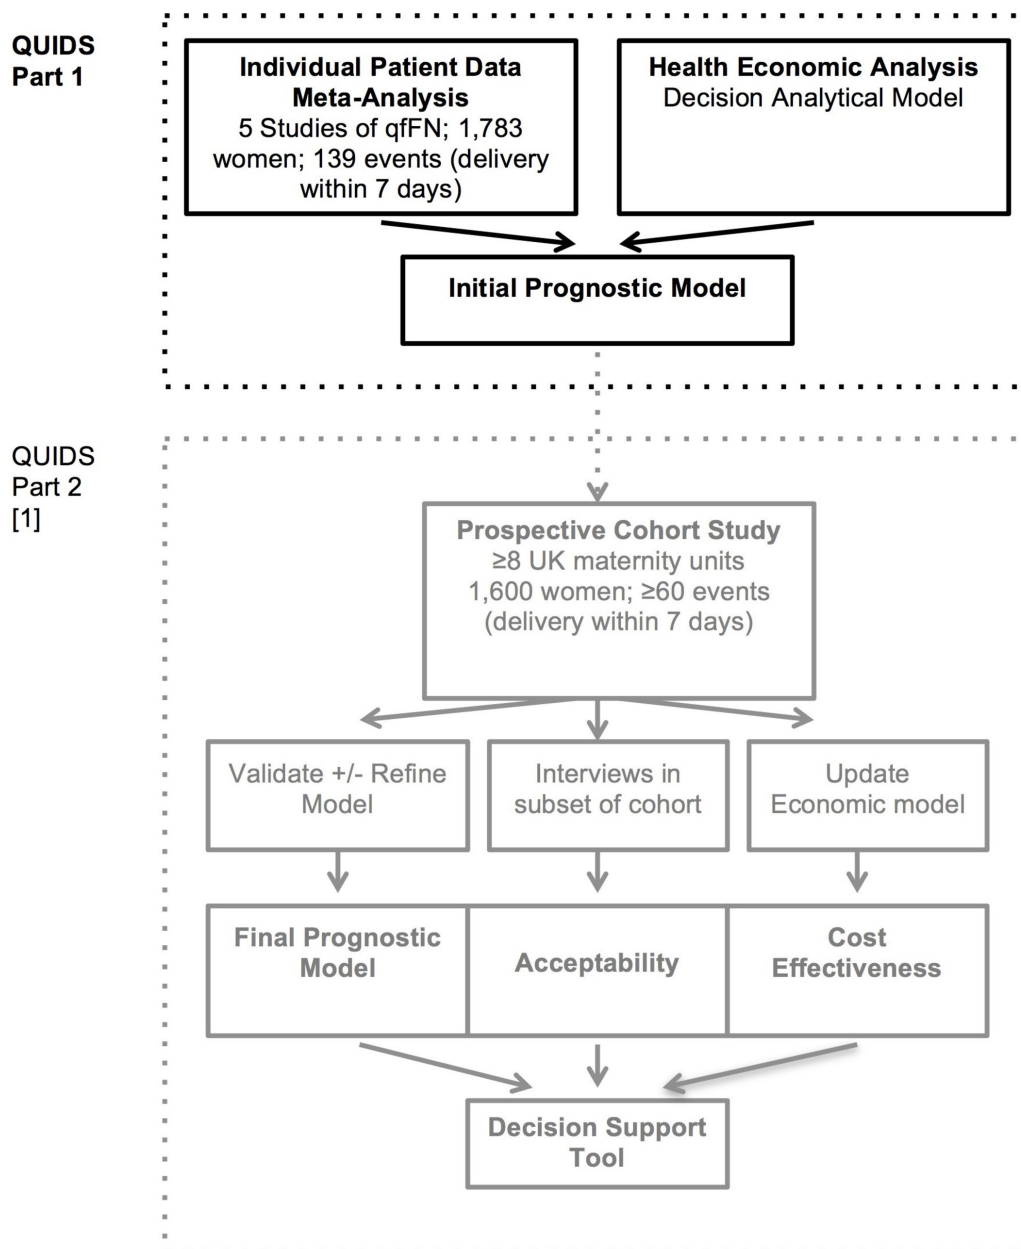 QUIDS
Part 1
Individual Patient Data
Meta-Analysis
5 Studies of qfFN; 1,783
women; 139 events (delivery
within 7 days)
Health Economic Analysis
Decision Analytical Model
Initial Prognostic Model
QUIDS
Part 2
[1]
Prospective Cohort Study
≥8 UK maternity units
1,600 women; ≥60 events
(delivery within 7 days)
Validate +/- Refine
Model
Interviews in
subset of cohort
Update
Economic model
Final Prognostic
Model
Acceptability
Cost
Effectiveness
Decision Support
Tool